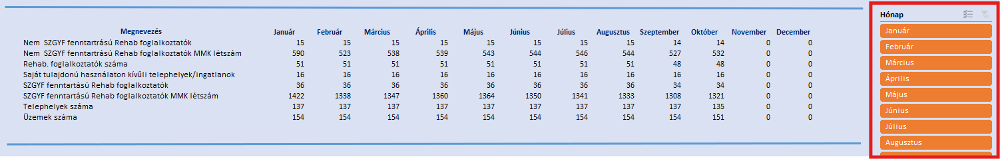 Megnevezés Január Február Március Április Május Június Július Augusztus Szeptember Október November December
Nem SZGYF fenntartrású Rehab foglalkoztatók 15 15 15 15 15 15 15 15 14 14 0 0
Nem SZGYF fenntartrású Rehab foglalkoztatók MMK létszám 590 523 538 539 543 544 546 544 527 532 0 0
Rehab. foglalkoztatók száma 51 51 51 51 51 51 51 51 48 48 0 0
Saját tulajdonú használaton kívűli telephelyek/ingatlanok 16 16 16 16 16 16 16 16 16 16 0 0
SZGYF fenntartású Rehab foglalkoztatók 36 36 36 36 36 36 36 36 34 34 0 0
SZGYF fenntartású Rehab foglalkoztatók MMK létszám 1422 1338 1347 1360 1364 1350 1341 1333 1308 1321 0 0
Telephelyek száma 137 137 137 137 137 137 137 137 137 135 0 0
Üzemek száma 154 154 154 154 154 154 154 154 154 151 0 0
Hónap
Január
Február
Március
Április
Május
Június
Július
Augusztus